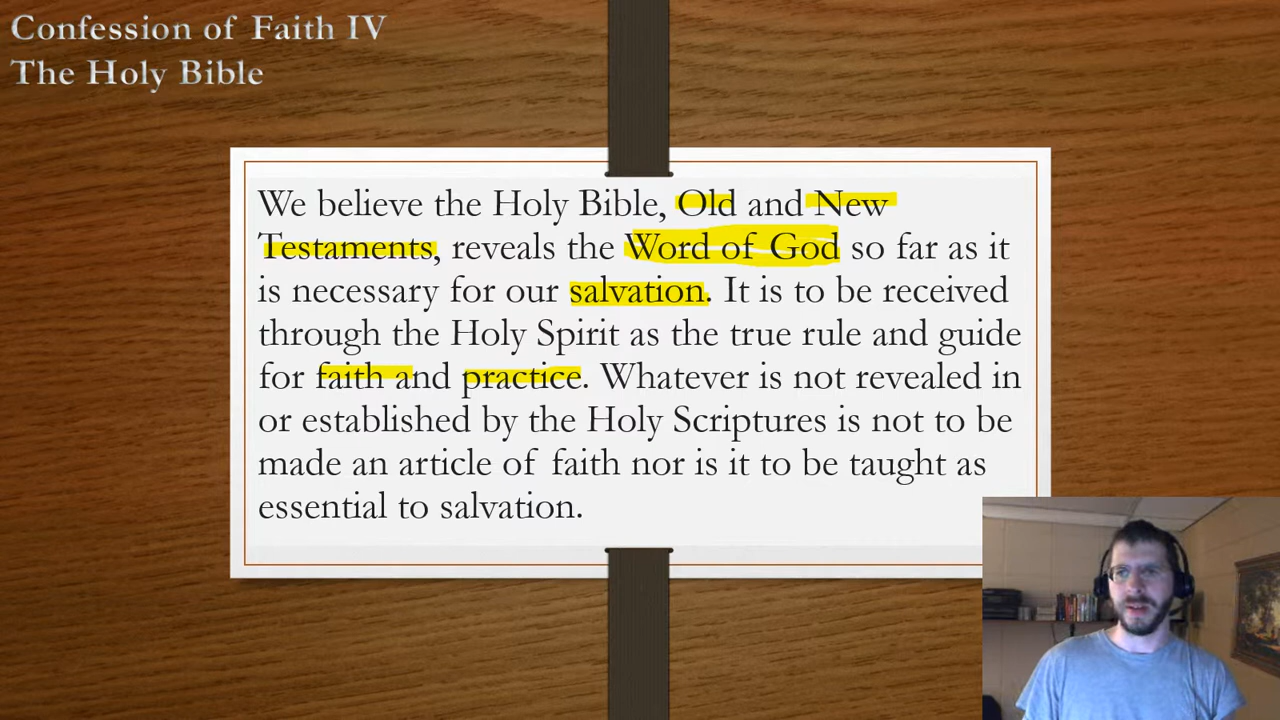 Confession of Faith IV
The Holy Bible
We believe the Holy Bible, Old and New
Testaments, reveals the Word of God so far as it
is necessary for our salvation. It is to be received
through the Holy Spirit as the true rule and guide
for faith and practice. Whatever is not revealed in
or established by the Holy Scriptures is not to be
made an article of faith nor is it to be taught as
essential to salvation.